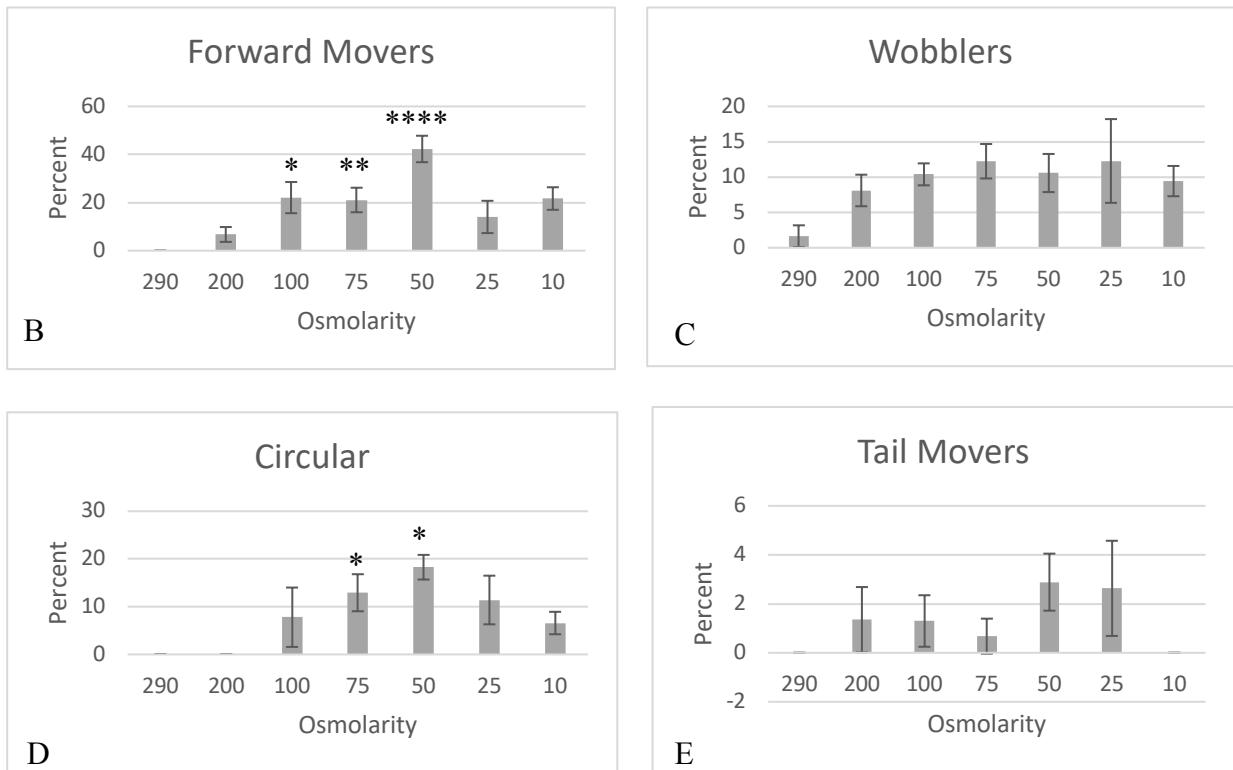 Forward Movers
60
40
20
0
Percent
*
**
****
290 200 100 75 50 25 10
Osmolarity
B
Wobblers
20
15
10
5
0
Percent
290 200 100 75 50 25 10
Osmolarity
C
Circular
30
20
10
0
Percent
*
*
290 200 100 75 50 25 10
Osmolarity
D
Tail Movers
6
4
2
0
-2
Percent
290 200 100 75 50 25 10
Osmolarity
E